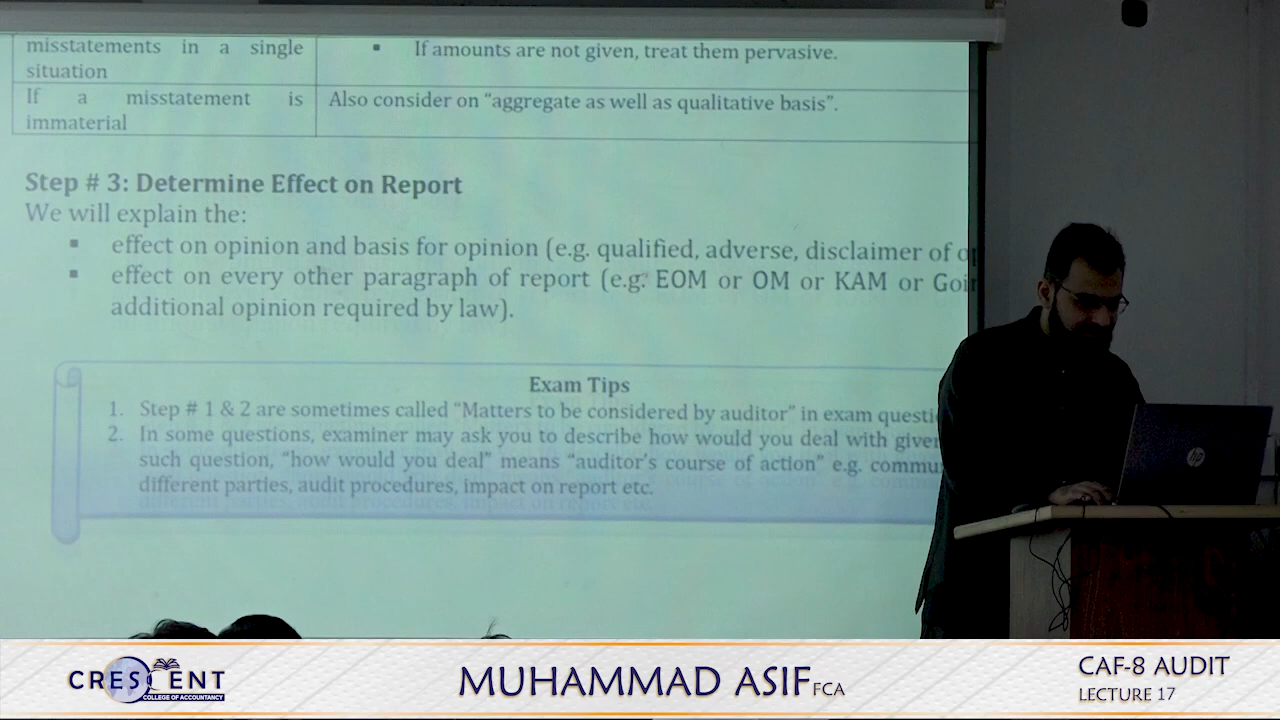 misstatements in a single
situation
▪ If amounts are not given, treat them pervasive.
If a misstatement is
immaterial
Also consider on “aggregate as well as qualitative basis”.
Step # 3: Determine Effect on Report
We will explain the:
▪ effect on opinion and basis for opinion (e.g. qualified, adverse, disclaimer of
▪ effect on every other paragraph of report (e.g. EOM or OM or KAM or
additional opinion required by law).
Exam Tips
1. Step # 1 & 2 are sometimes called “Matters to be considered by auditor” in exam
2. In some questions, examiner may ask you to describe how would you deal with
such question, “how would you deal” means “auditor’s course of action” e.g.
different parties, audit procedures, impact on report etc.
hp
CRESCENT
COLLEGE OF ACCOUNTANCY
MUHAMMAD ASIF FCA
CAF-8 AUDIT
LECTURE 17